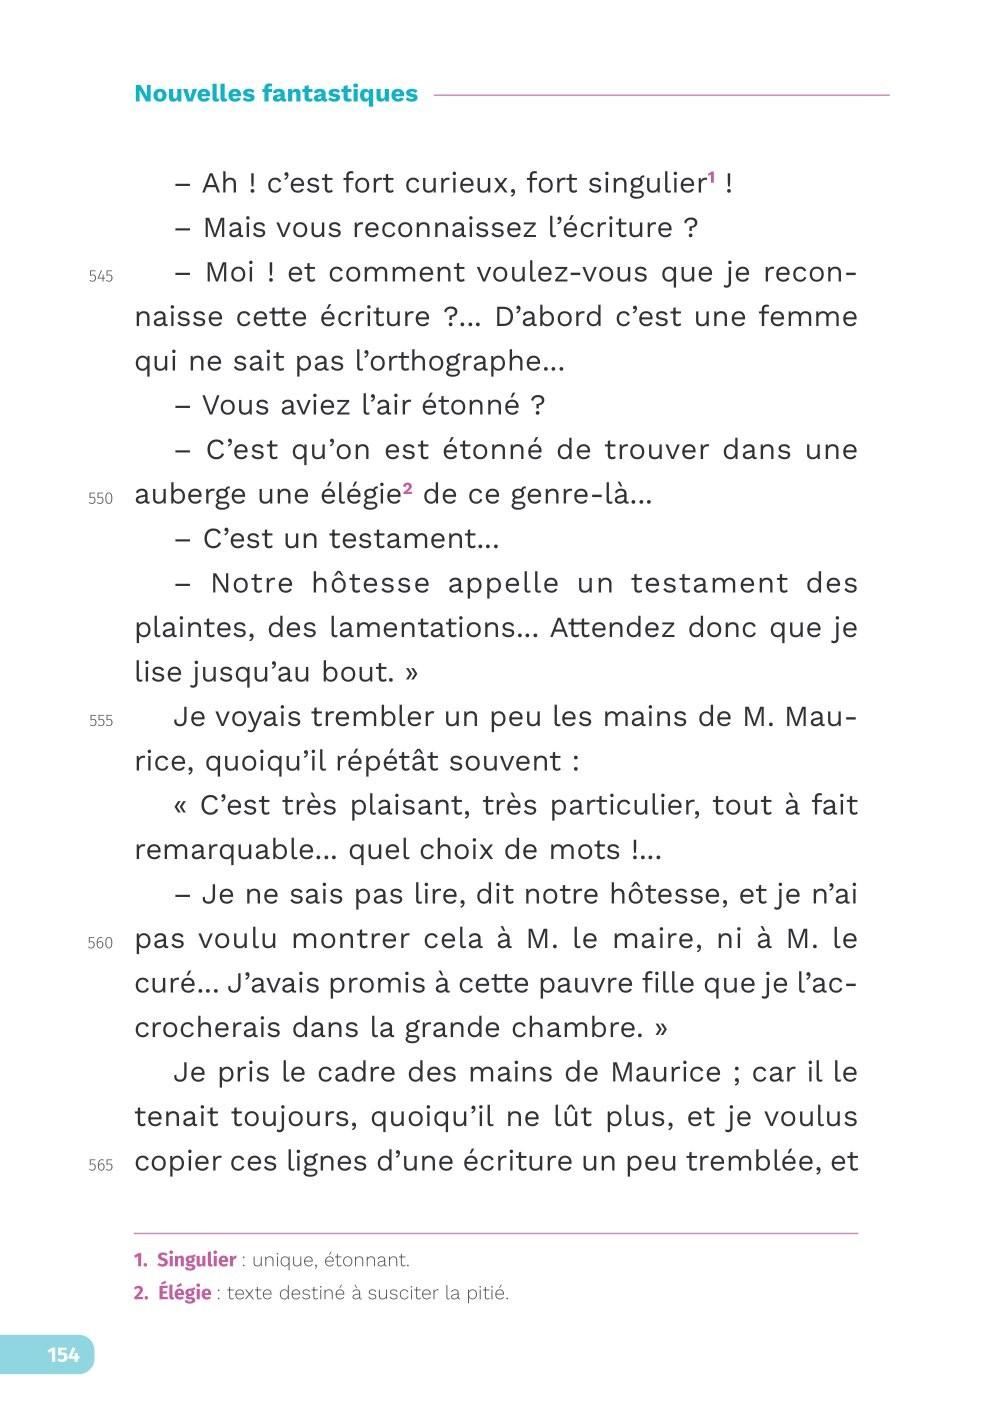 Nouvelles fantastiques
– Ah ! c’est fort curieux, fort singulier¹ !
– Mais vous reconnaissez l’écriture ?
545 – Moi ! et comment voulez-vous que je recon-
naisse cette écriture ?... D’abord c’est une femme
qui ne sait pas l’orthographe...
– Vous aviez l’air étonné ?
– C’est qu’on est étonné de trouver dans une
550 auberge une élégie² de ce genre-là...
– C’est un testament...
– Notre hôtesse appelle un testament des
plaintes, des lamentations... Attendez donc que je
lise jusqu’au bout. »
555 Je voyais trembler un peu les mains de M. Mau-
rice, quoiqu’il répétât souvent :
« C’est très plaisant, très particulier, tout à fait
remarquable... quel choix de mots !...
– Je ne sais pas lire, dit notre hôtesse, et je n’ai
560 pas voulu montrer cela à M. le maire, ni à M. le
curé... J’avais promis à cette pauvre fille que je l’ac-
crocherais dans la grande chambre. »
Je pris le cadre des mains de Maurice ; car il le
tenait toujours, quoiqu’il ne lût plus, et je voulus
565 copier ces lignes d’une écriture un peu tremblée, et
1. Singulier : unique, étonnant.
2. Élégie : texte destiné à susciter la pitié.
154